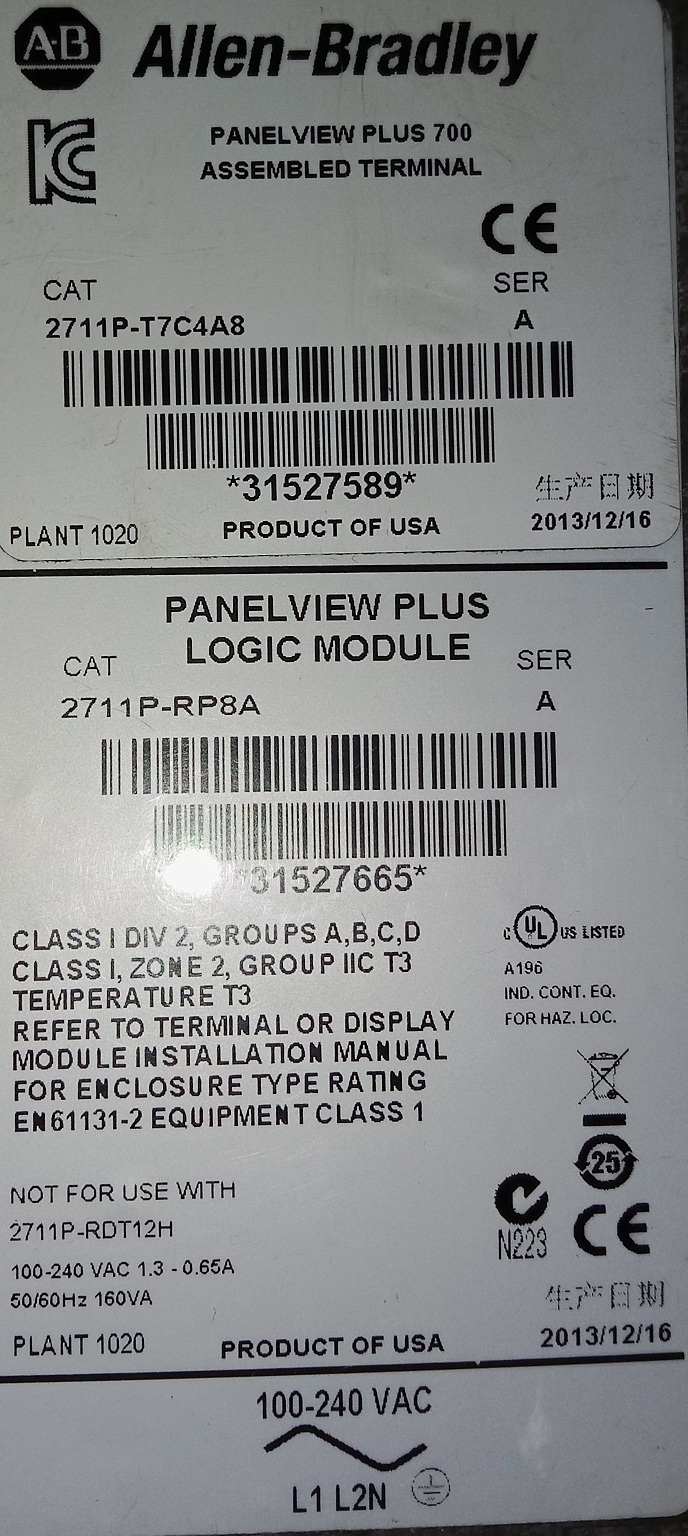 AB Allen-Bradley
PANELVIEW PLUS 700
ASSEMBLED TERMINAL
CE
CAT
SER
2711P-T7C4A8
A
*31527589*
生产日期
PLANT 1020
PRODUCT OF USA
2013/12/16
PANELVIEW PLUS
LOGIC MODULE
CAT
SER
2711P-RP8A
A
*31527665*
CLASS I DIV 2, GROUPS A,B,C,D
CLASS I, ZONE 2, GROUP IIC T3
TEMPERATURE T3
REFER TO TERMINAL OR DISPLAY
MODULE INSTALLATION MANUAL
FOR ENCLOSURE TYPE RATING
EN61131-2 EQUIPMENT CLASS 1
C UL US LISTED
A196
IND. CONT. EQ.
FOR HAZ. LOC.
25
N223
CE
NOT FOR USE WITH
2711P-RDT12H
100-240 VAC 1.3 - 0.65A
50/60Hz 160VA
生产日期
PLANT 1020
PRODUCT OF USA
2013/12/16
100-240 VAC
L1 L2N